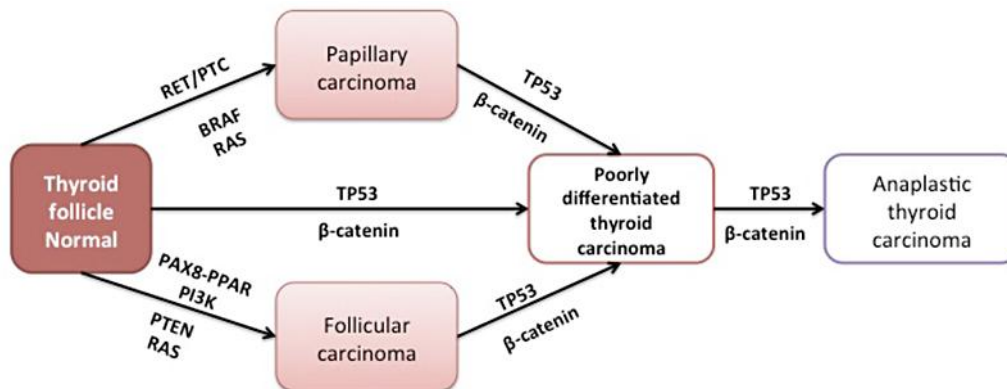 Papillary
carcinoma
RET/PTC
BRAF
RAS
TP53
β-catenin
Thyroid
follicle
Normal
TP53
β-catenin
Poorly
differentiated
thyroid
carcinoma
TP53
β-catenin
Anaplastic
thyroid
carcinoma
PAX8-PPAR
PI3K
PTEN
RAS
Follicular
carcinoma
TP53
β-catenin